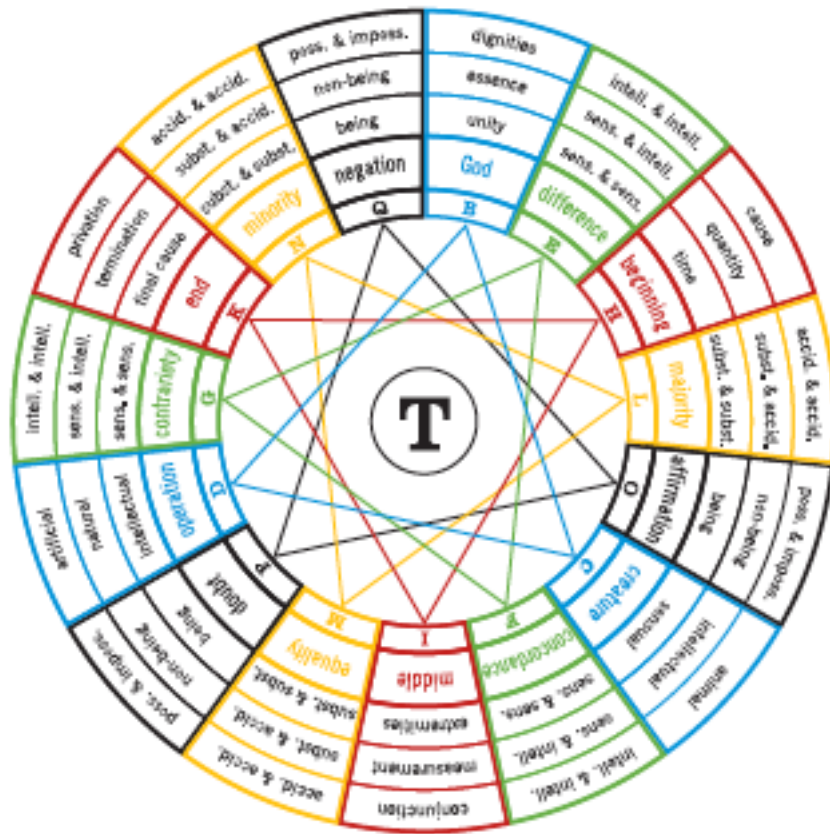 dignities
essence
unity
God
B
intell. & intell.
sens. & intell.
sens. & sens.
difference
E
cause
quantity
time
beginning
H
accid. & accid.
subst. & accid.
subst. & subst.
majority
L
poss. & imposs.
non-being
being
affirmation
O
animal
intellectual
sensual
creature
C
intell. & intell.
sens. & intell.
sens. & sens.
concordance
F
conjunction
measurement
extremities
middle
I
accid. & accid.
subst. & accid.
subst. & subst.
equality
M
poss. & imposs.
non-being
being
doubt
P
artificial
natural
intellectual
operation
D
intell. & intell.
sens. & intell.
sens. & sens.
contrariety
G
privation
termination
final cause
end
K
accid. & accid.
subst. & accid.
subst. & subst.
minority
N
poss. & imposs.
non-being
being
negation
Q
T